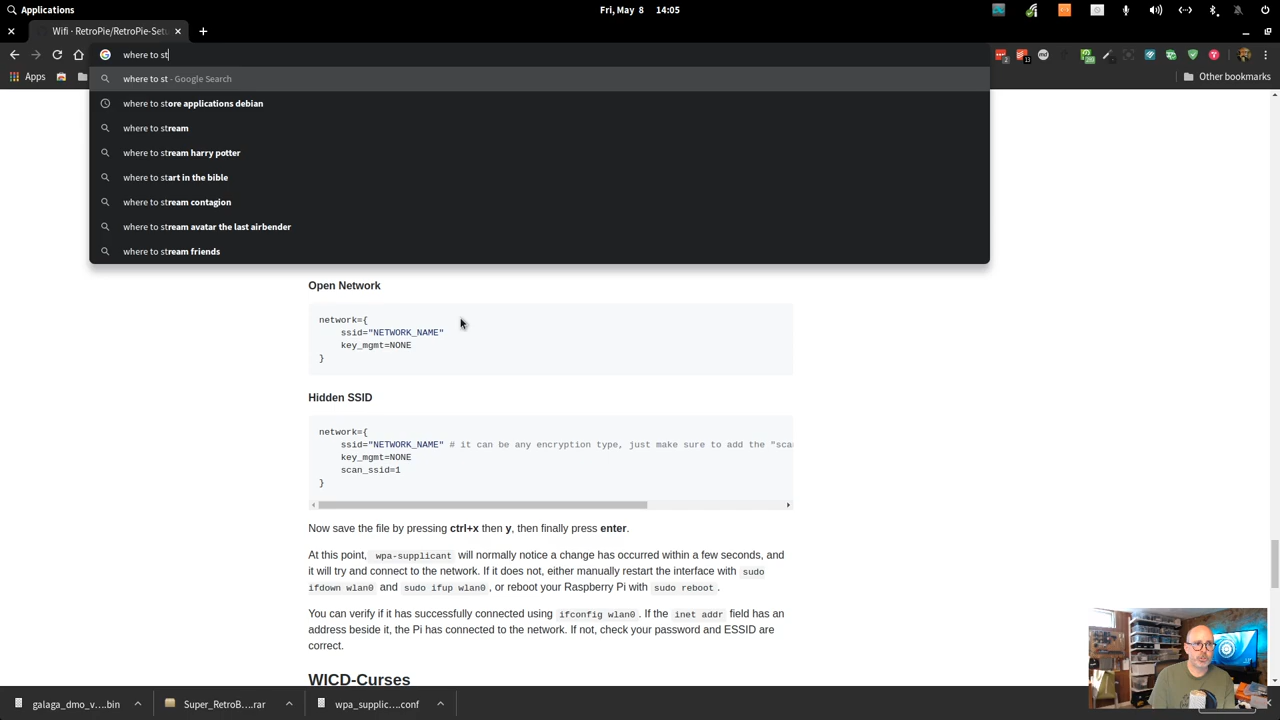 Applications
Fri, May 8 14:05
Wifi · RetroPie/RetroPie-Set
where to st
Apps
Other bookmarks
where to st - Google Search
where to store applications debian
where to stream
where to stream harry potter
where to start in the bible
where to stream contagion
where to stream avatar the last airbender
where to stream friends
Open Network
network={
ssid="NETWORK_NAME"
key_mgmt=NONE
}
Hidden SSID
network={
ssid="NETWORK_NAME" # it can be any encryption type, just make sure to add the "sca
key_mgmt=NONE
scan_ssid=1
}
Now save the file by pressing ctrl+x then y, then finally press enter.
At this point, wpa-supplicant will normally notice a change has occurred within a few seconds, and
it will try and connect to the network. If it does not, either manually restart the interface with sudo
ifdown wlan0 and sudo ifup wlan0, or reboot your Raspberry Pi with sudo reboot.
You can verify if it has successfully connected using ifconfig wlan0. If the inet addr field has an
address beside it, the Pi has connected to the network. If not, check your password and ESSID are
correct.
WICD-Curses
galaga_dmo_v....bin
Super_RetroB....rar
wpa_supplic....conf